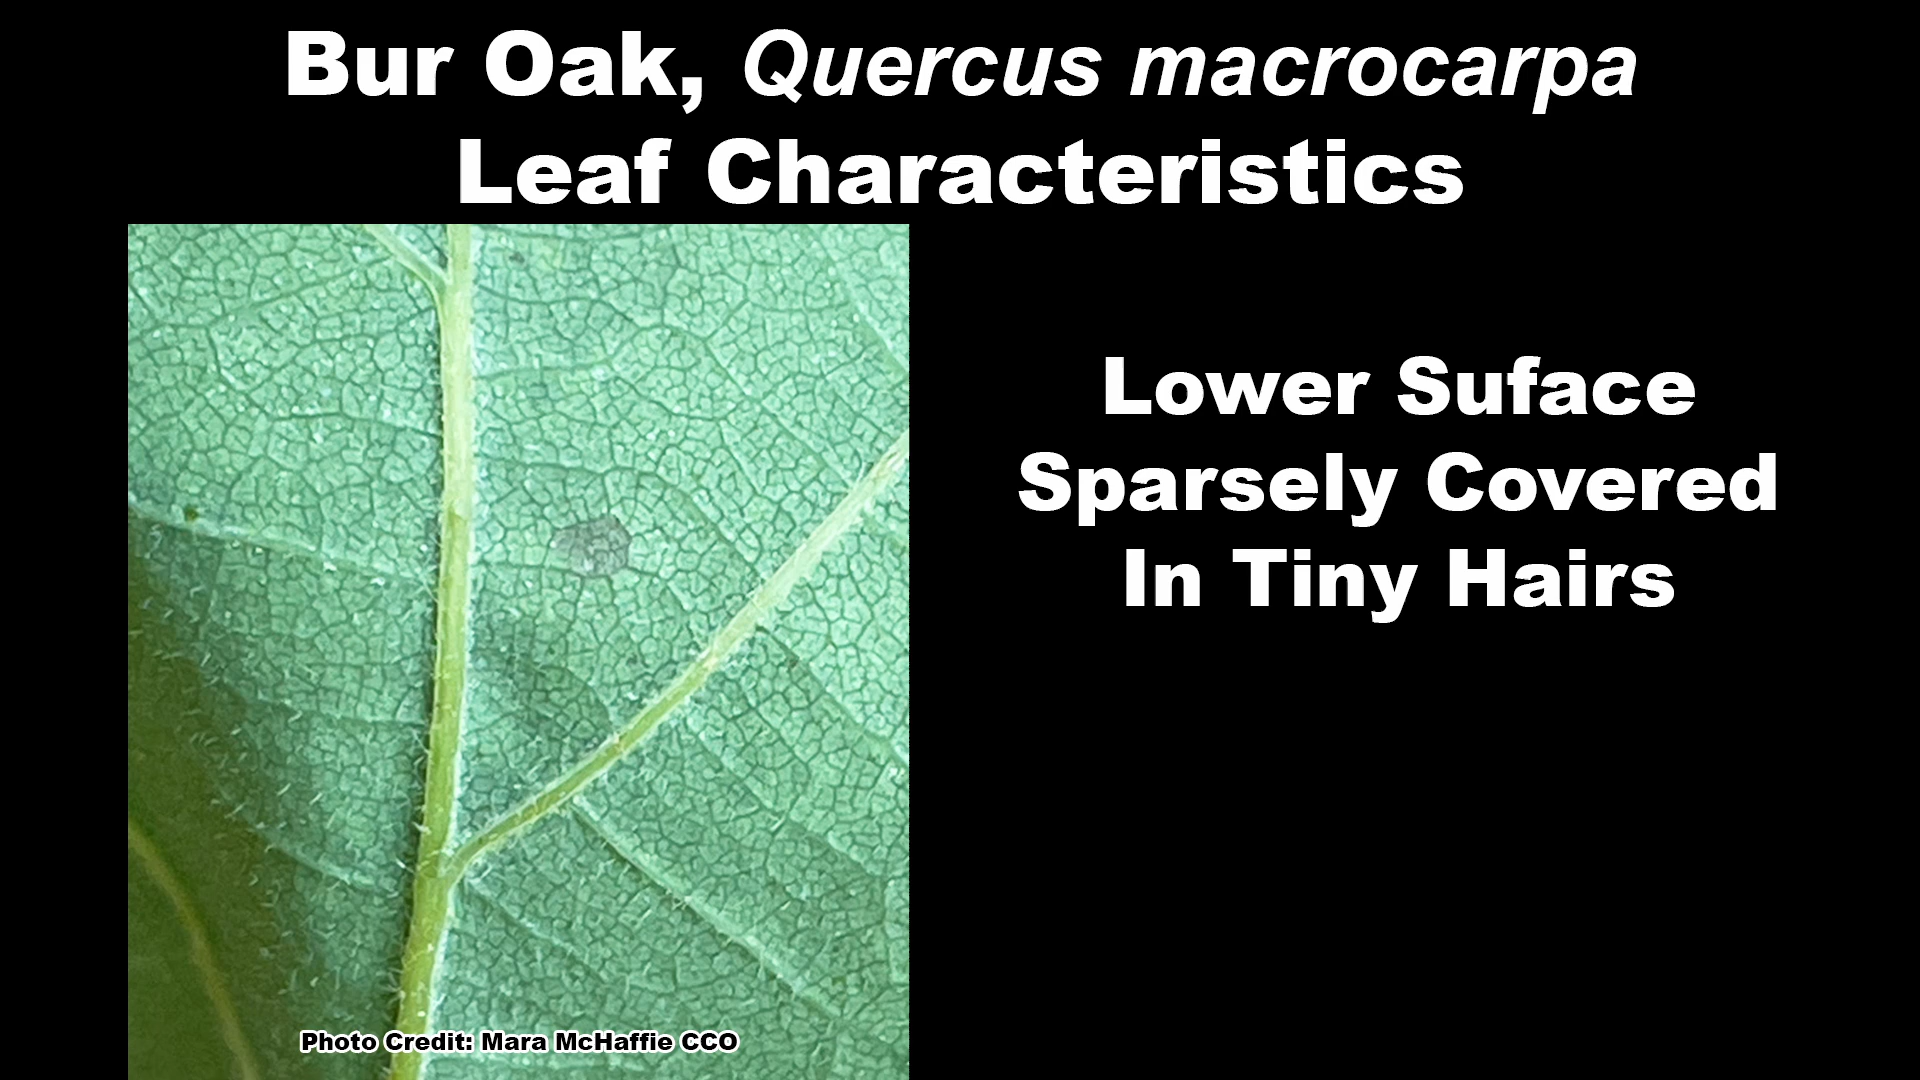 Bur Oak, Quercus macrocarpa
Leaf Characteristics
Lower Suface
Sparsely Covered
In Tiny Hairs
Photo Credit: Mara McHaffie CCO